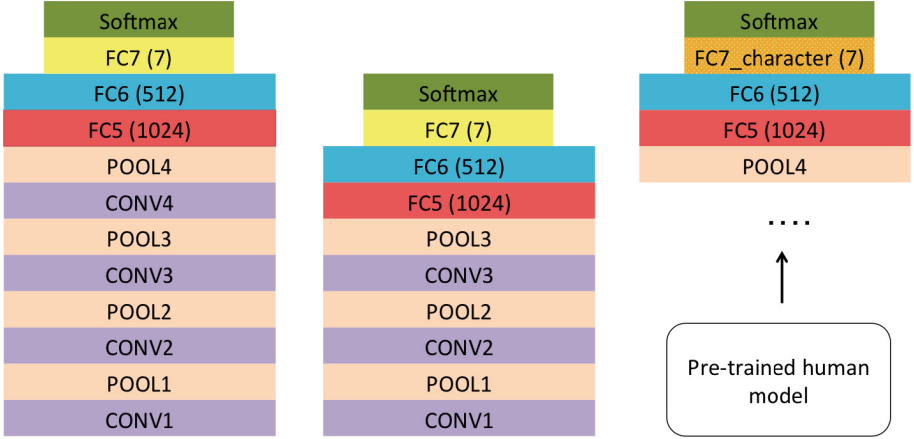 Softmax
FC7 (7)
FC6 (512)
FC5 (1024)
POOL4
CONV4
POOL3
CONV3
POOL2
CONV2
POOL1
CONV1
Softmax
FC7 (7)
FC6 (512)
FC5 (1024)
POOL3
CONV3
POOL2
CONV2
POOL1
CONV1
Softmax
FC7_character (7)
FC6 (512)
FC5 (1024)
POOL4
....
Pre-trained human
model